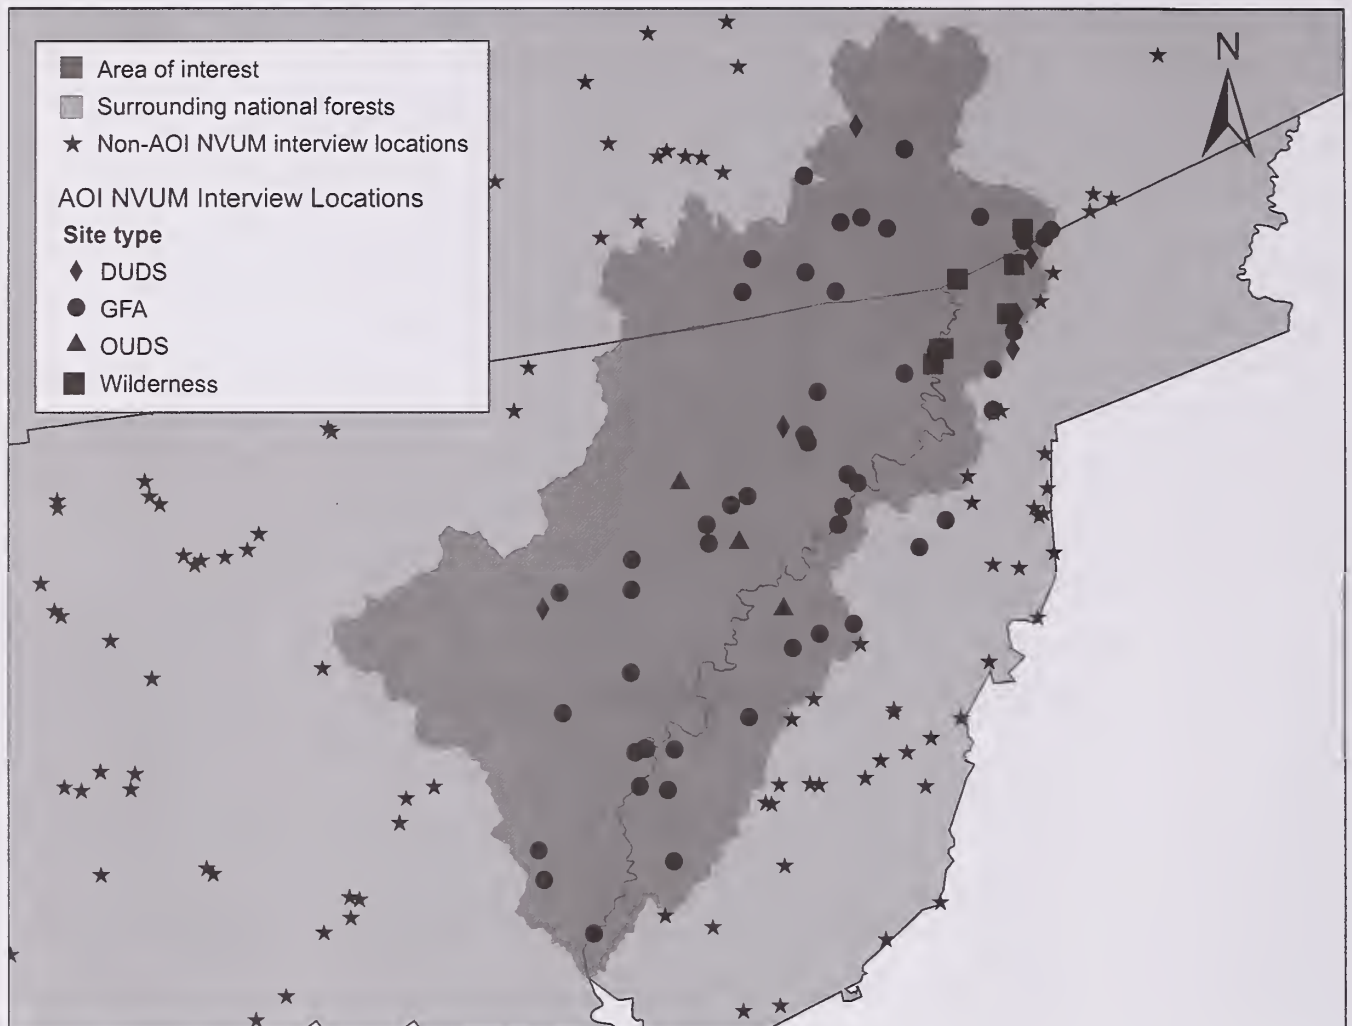 Area of interest
Surrounding national forests
Non-AOI NVUM interview locations
AOI NVUM Interview Locations
Site type
DUDS
GFA
OUDS
Wilderness
N